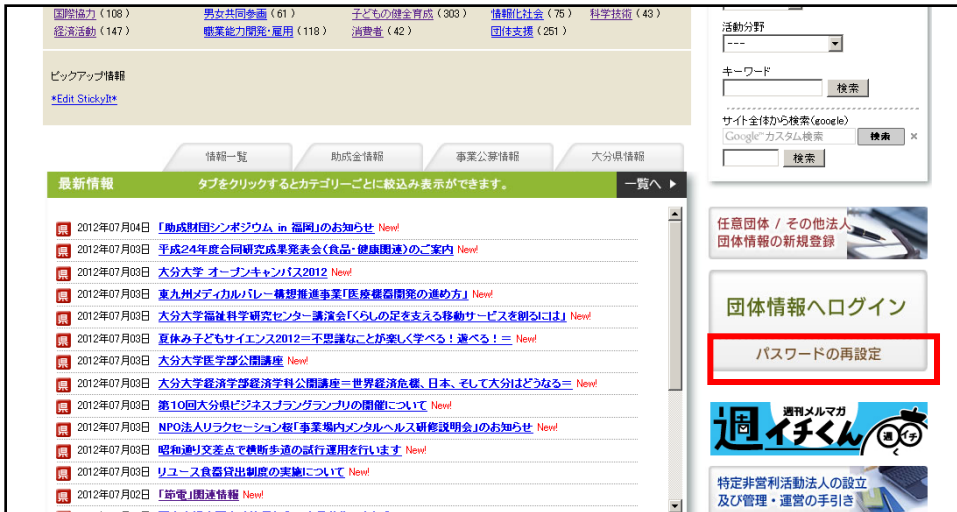 国際協力(108)
男女共同参画(61)
子どもの健全育成(303)
情報化社会(75)
科学技術(43)
経済活動(147)
職業能力開発・雇用(118)
消費者(42)
団体支援(251)
ピックアップ情報
*Edit StickyIt*
情報一覧
助成金情報
事業公募情報
大分県情報
最新情報
タブをクリックするとカテゴリーごとに絞込み表示ができます。
一覧へ ▶
県 2012年07月04日 「助成財団シンポジウム in 福岡」のお知らせ New!
県 2012年07月03日 平成24年度合同研究成果発表会(食品・健康関連)のご案内 New!
県 2012年07月03日 大分大学 オープンキャンパス2012 New!
県 2012年07月03日 東九州メディカルバレー構想推進事業「医療機器開発の進め方」 New!
県 2012年07月03日 大分大学福祉科学研究センター講演会「くらしの足を支える移動サービスを創るには」 New!
県 2012年07月03日 夏休み子どもサイエンス2012＝不思議なことが楽しく学べる！遊べる！＝ New!
県 2012年07月03日 大分大学医学部公開講座 New!
県 2012年07月03日 大分大学経済学部経済学科公開講座＝世界経済危機、日本、そして大分はどうなる＝ New!
県 2012年07月03日 第10回大分県ビジネスプラングランプリの開催について New!
県 2012年07月03日 NPO法人リラクセーション桜「事業場内メンタルヘルス研修説明会」のお知らせ New!
県 2012年07月03日 昭和通り交差点で横断歩道の試行運用を行います New!
県 2012年07月03日 リユース食器貸出制度の実施について New!
県 2012年07月02日 「節電」関連情報 New!
活動分野
---
キーワード
検索
サイト全体から検索(google)
Google™カスタム検索
検索
×
検索
任意団体 / その他法人
団体情報の新規登録
団体情報へログイン
パスワードの再設定
週刊メルマガ
週イチくん
週イチ
特定非営利活動法人の設立
及び管理・運営の手引き